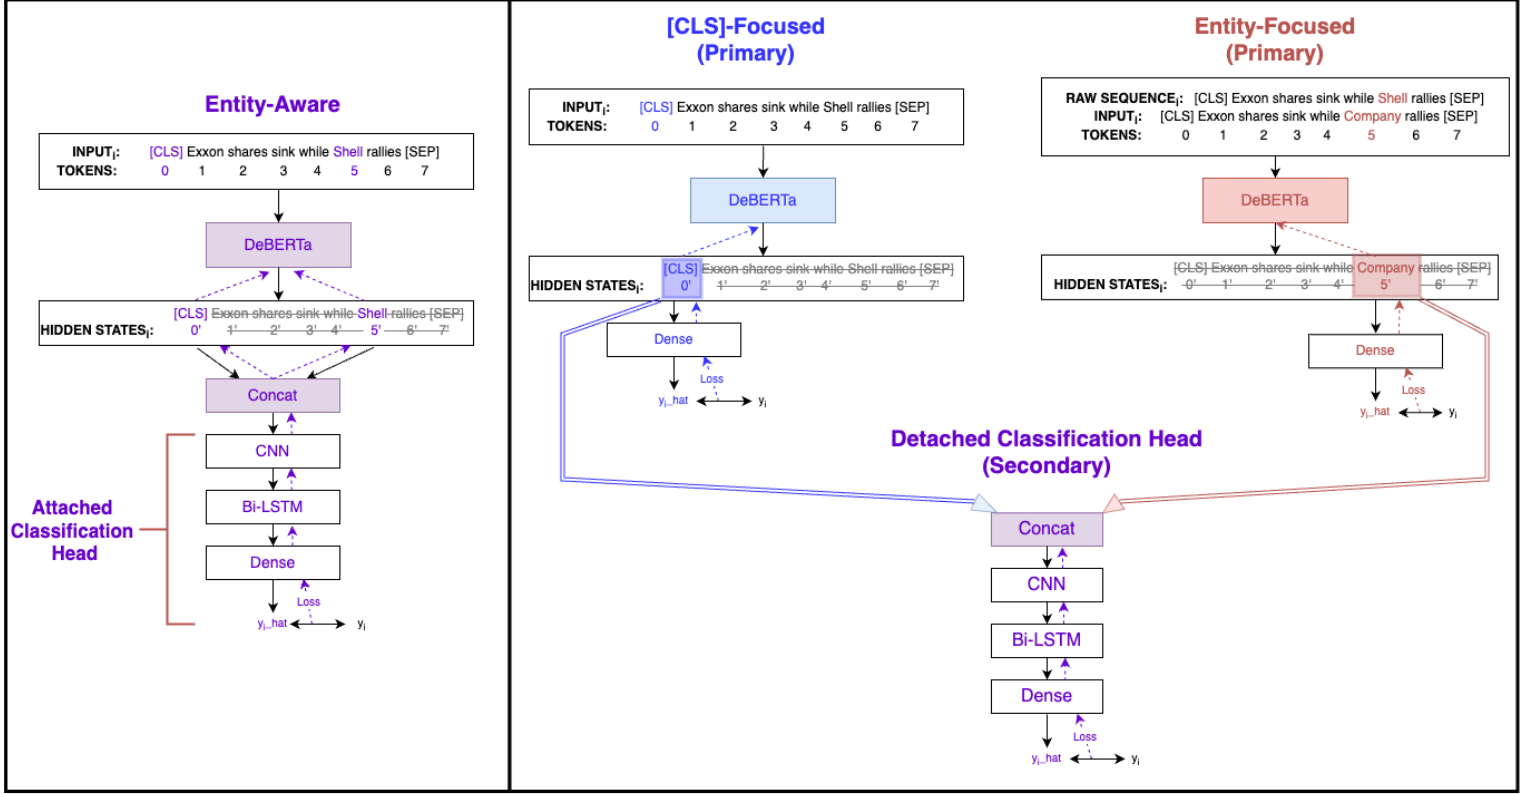 Entity-Aware
INPUTi: [CLS] Exxon shares sink while Shell rallies [SEP]
TOKENS: 0 1 2 3 4 5 6 7
DeBERTa
[CLS] Exxon shares sink while Shell rallies [SEP]
HIDDEN STATESi: 0' 1' 2' 3' 4' 5' 6' 7'
Concat
CNN
Bi-LSTM
Dense
Loss
yi_hat yi
Attached
Classification
Head
[CLS]-Focused
(Primary)
INPUTi: [CLS] Exxon shares sink while Shell rallies [SEP]
TOKENS: 0 1 2 3 4 5 6 7
DeBERTa
[CLS] Exxon shares sink while Shell rallies [SEP]
HIDDEN STATESi: 0' 1' 2' 3' 4' 5' 6' 7'
Dense
Loss
yi_hat yi
Entity-Focused
(Primary)
RAW SEQUENCEi: [CLS] Exxon shares sink while Shell rallies [SEP]
INPUTi: [CLS] Exxon shares sink while Company rallies [SEP]
TOKENS: 0 1 2 3 4 5 6 7
DeBERTa
[CLS] Exxon shares sink while Company rallies [SEP]
HIDDEN STATESi: 0' 1' 2' 3' 4' 5' 6' 7'
Dense
Loss
yi_hat yi
Detached Classification Head
(Secondary)
Concat
CNN
Bi-LSTM
Dense
Loss
yi_hat yi